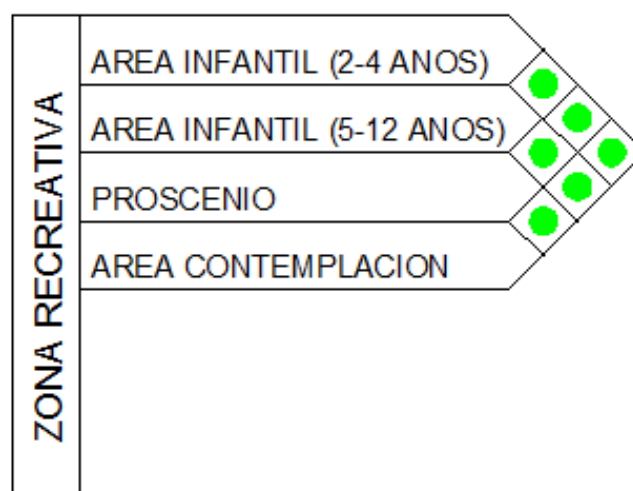 ZONA RECREATIVA
AREA INFANTIL (2-4 ANOS)
AREA INFANTIL (5-12 ANOS)
PROSCENIO
AREA CONTEMPLACION